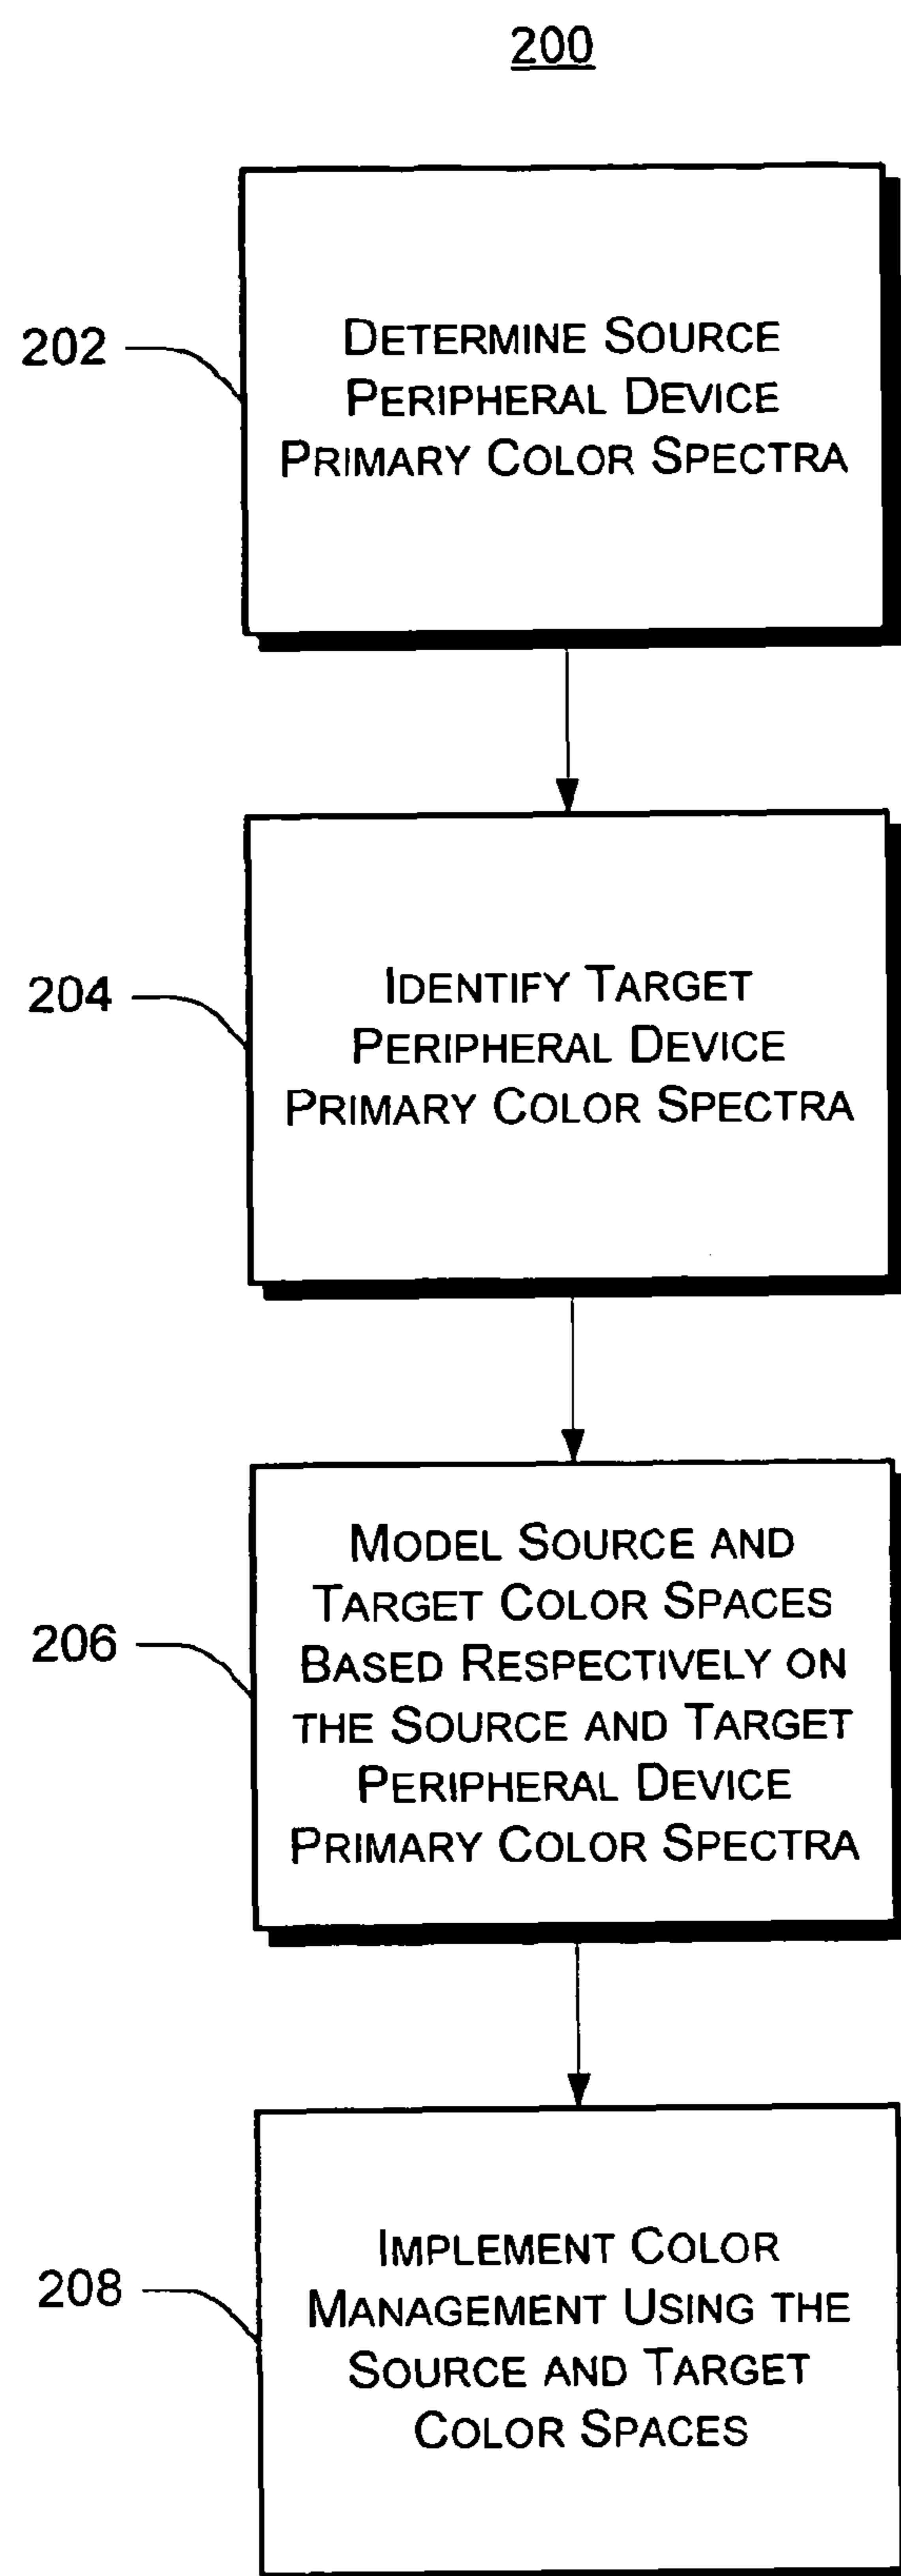 200
202
DETERMINE SOURCE
PERIPHERAL DEVICE
PRIMARY COLOR SPECTRA
204
IDENTIFY TARGET
PERIPHERAL DEVICE
PRIMARY COLOR SPECTRA
206
MODEL SOURCE AND
TARGET COLOR SPACES
BASED RESPECTIVELY ON
THE SOURCE AND TARGET
PERIPHERAL DEVICE
PRIMARY COLOR SPECTRA
208
IMPLEMENT COLOR
MANAGEMENT USING THE
SOURCE AND TARGET
COLOR SPACES